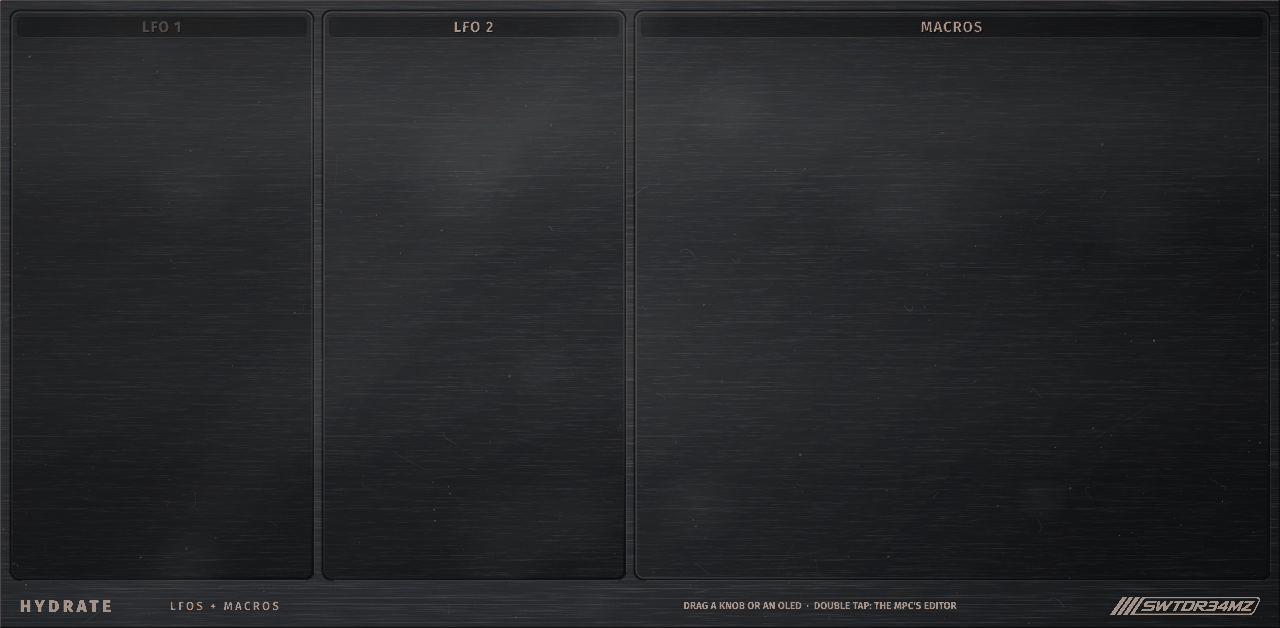 LFO 1
LFO 2
MACROS
HYDRATE
LFOS + MACROS
DRAG A KNOB OR AN OLED · DOUBLE TAP: THE MPC'S EDITOR
SWTDR34MZ